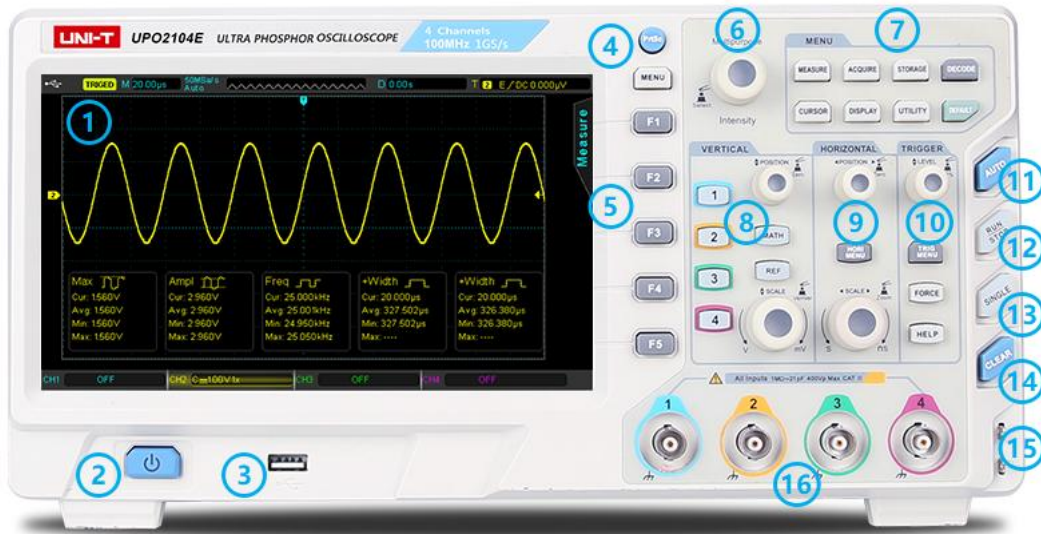 UNI-T UPO2104E ULTRA PHOSPHOR OSCILLOSCOPE
4 Channels
100MHz 1GS/s
TRIGED M 20.00μs 50MSa/s Auto D 0.00s T 2 E/DC 0.000μV
1
2
Measure
Max
Cur: 1.560V
Avg: 1.560V
Min: 1.560V
Max: 1.560V
Ampl
Cur: 2.960V
Avg: 2.960V
Min: 2.960V
Max: 2.960V
Freq
Cur: 25.000kHz
Avg: 25.001kHz
Min: 24.950kHz
Max: 25.050kHz
+Width
Cur: 20.000μs
Avg: 327.502μs
Min: 327.502μs
Max: ----
+Width
Cur: 20.000μs
Avg: 326.380μs
Min: 326.380μs
Max: ----
CH1 OFF CH2 100V 1x CH3 OFF CH4 OFF
2
3
4
PrtSc
MENU
F1
F2
5
F3
F4
F5
6
Multipurpose
Select
Intensity
MENU
7
MEASURE ACQUIRE STORAGE DECODE
CURSOR DISPLAY UTILITY DEFAULT
VERTICAL
POSITION
1
2
3
4
8
MATH
REF
SCALE
V mV
HORIZONTAL
POSITION
9
HORI
MENU
SCALE
Zoom
S nS
TRIGGER
LEVEL
10
TRIG
MENU
FORCE
HELP
AUTO
11
RUN
STOP
12
SINGLE
13
CLEAR
14
15
All Inputs 1MΩ
400Vp Max CAT II
1 2 3 4
16